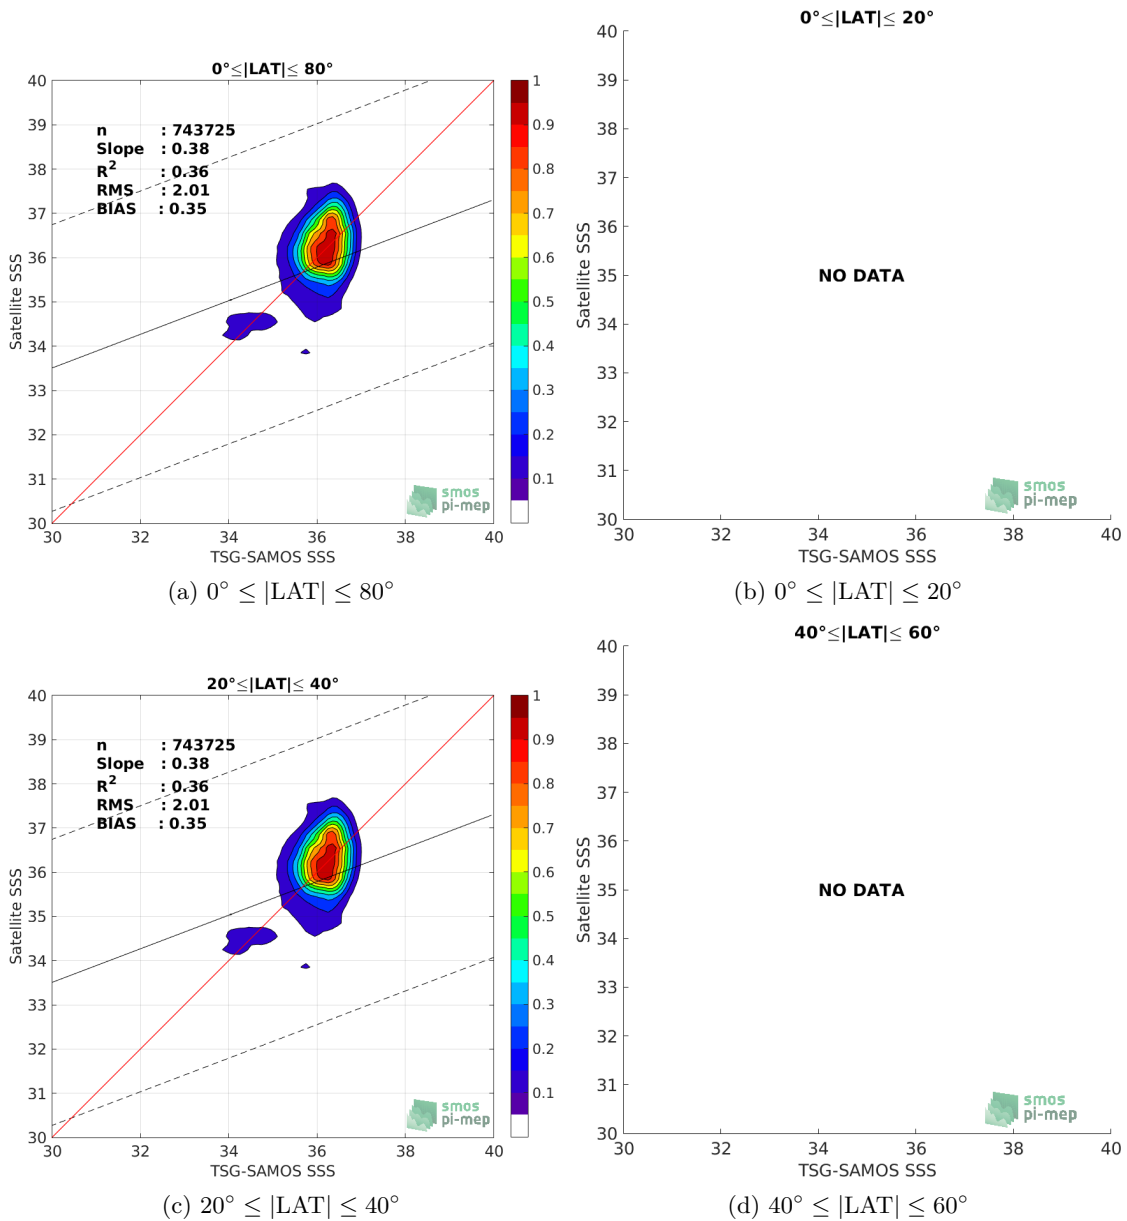 0°≤|LAT|≤ 80°
40
39
38
37
36
35
34
33
32
31
30
Satellite SSS
n : 743725
Slope : 0.38
R2 : 0.36
RMS : 2.01
BIAS : 0.35
1
0.9
0.8
0.7
0.6
0.5
0.4
0.3
0.2
0.1
smos
pi-mep
30 32 34 36 38 40
TSG-SAMOS SSS
(a) 0° ≤ |LAT| ≤ 80°
0°≤|LAT|≤ 20°
40
39
38
37
36
35
34
33
32
31
30
Satellite SSS
NO DATA
smos
pi-mep
30 32 34 36 38 40
TSG-SAMOS SSS
(b) 0° ≤ |LAT| ≤ 20°
20°≤|LAT|≤ 40°
40
39
38
37
36
35
34
33
32
31
30
Satellite SSS
n : 743725
Slope : 0.38
R2 : 0.36
RMS : 2.01
BIAS : 0.35
1
0.9
0.8
0.7
0.6
0.5
0.4
0.3
0.2
0.1
smos
pi-mep
30 32 34 36 38 40
TSG-SAMOS SSS
(c) 20° ≤ |LAT| ≤ 40°
40°≤|LAT|≤ 60°
40
39
38
37
36
35
34
33
32
31
30
Satellite SSS
NO DATA
smos
pi-mep
30 32 34 36 38 40
TSG-SAMOS SSS
(d) 40° ≤ |LAT| ≤ 60°